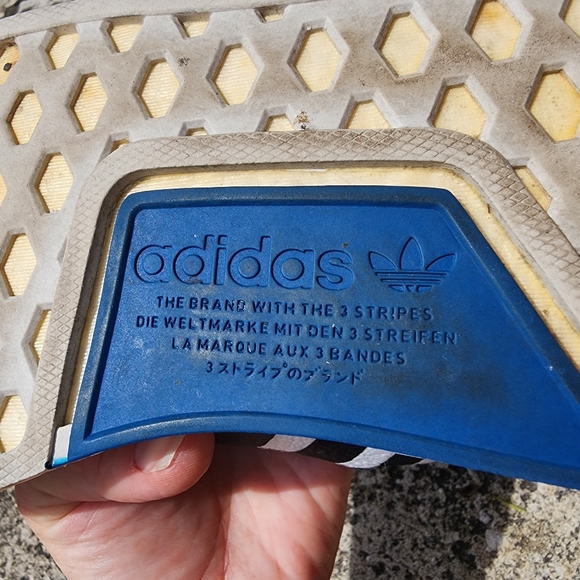 adidas
THE BRAND WITH THE 3 STRIPES
DIE WELTMARKE MIT DEN 3 STREIFEN
LA MARQUE AUX 3 BANDES
3ストライプのブランド